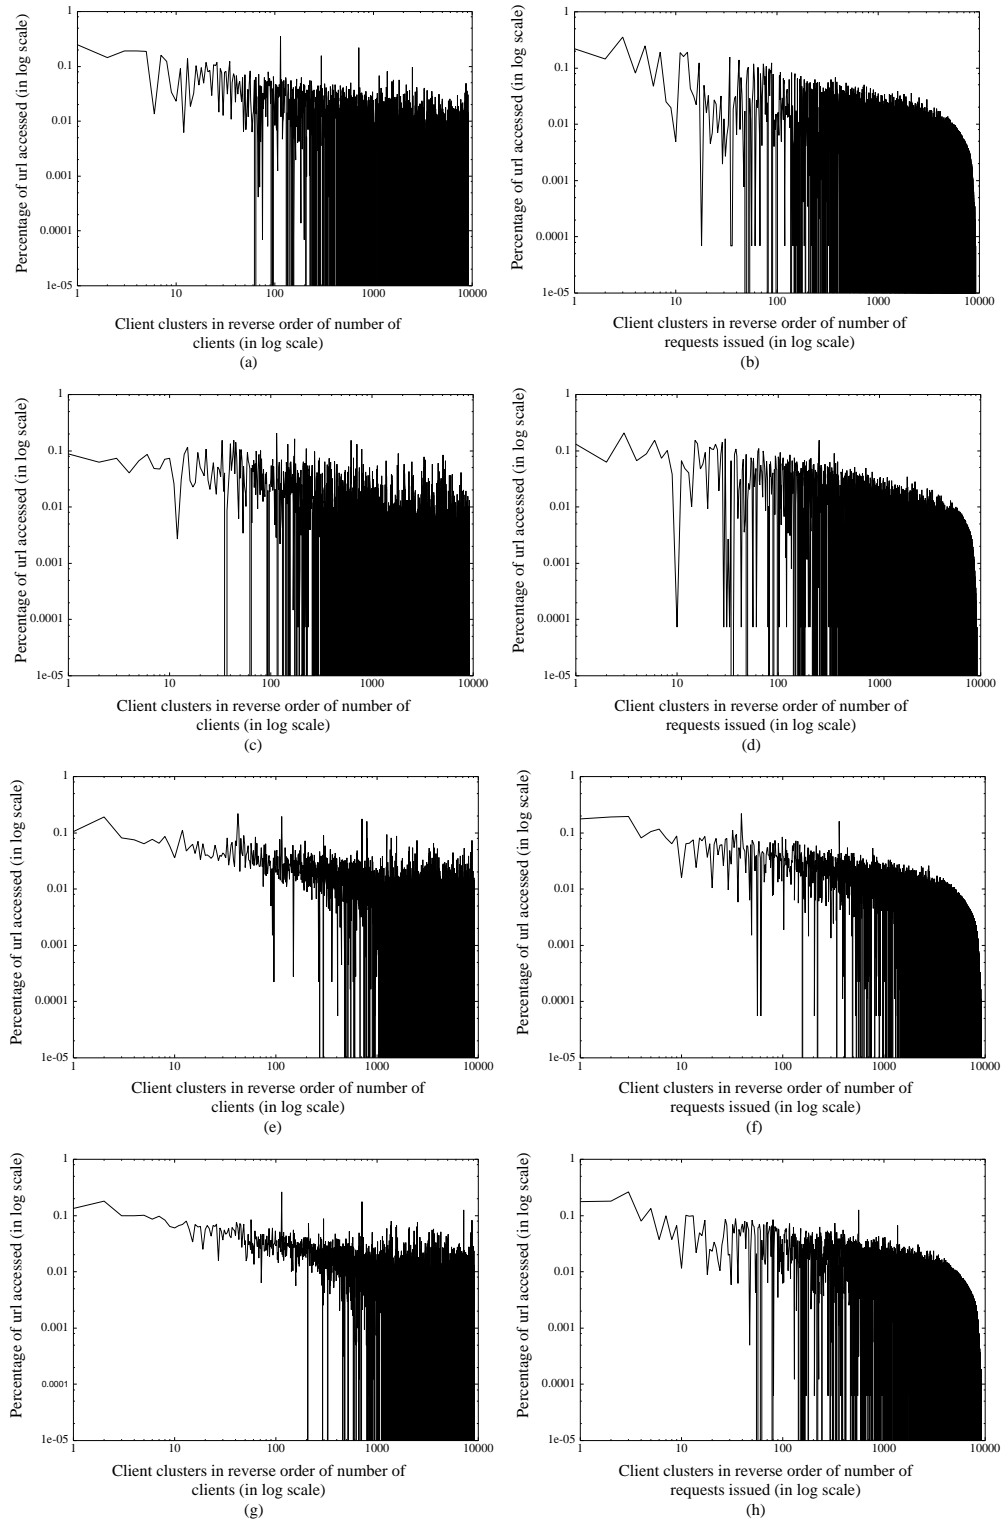 1
0.1
0.01
0.001
0.0001
1e-05
1 10 100 1000 10000
Percentage of url accessed (in log scale)
Client clusters in reverse order of number of
clients (in log scale)
(a)
1
0.1
0.01
0.001
0.0001
1e-05
1 10 100 1000 10000
Percentage of url accessed (in log scale)
Client clusters in reverse order of number of
requests issued (in log scale)
(b)
1
0.1
0.01
0.001
0.0001
1e-05
1 10 100 1000 10000
Percentage of url accessed (in log scale)
Client clusters in reverse order of number of
clients (in log scale)
(c)
1
0.1
0.01
0.001
0.0001
1e-05
1 10 100 1000 10000
Percentage of url accessed (in log scale)
Client clusters in reverse order of number of
requests issued (in log scale)
(d)
1
0.1
0.01
0.001
0.0001
1e-05
1 10 100 1000 10000
Percentage of url accessed (in log scale)
Client clusters in reverse order of number of
clients (in log scale)
(e)
1
0.1
0.01
0.001
0.0001
1e-05
1 10 100 1000 10000
Percentage of url accessed (in log scale)
Client clusters in reverse order of number of
requests issued (in log scale)
(f)
1
0.1
0.01
0.001
0.0001
1e-05
1 10 100 1000 10000
Percentage of url accessed (in log scale)
Client clusters in reverse order of number of
clients (in log scale)
(g)
1
0.1
0.01
0.001
0.0001
1e-05
1 10 100 1000 10000
Percentage of url accessed (in log scale)
Client clusters in reverse order of number of
requests issued (in log scale)
(h)